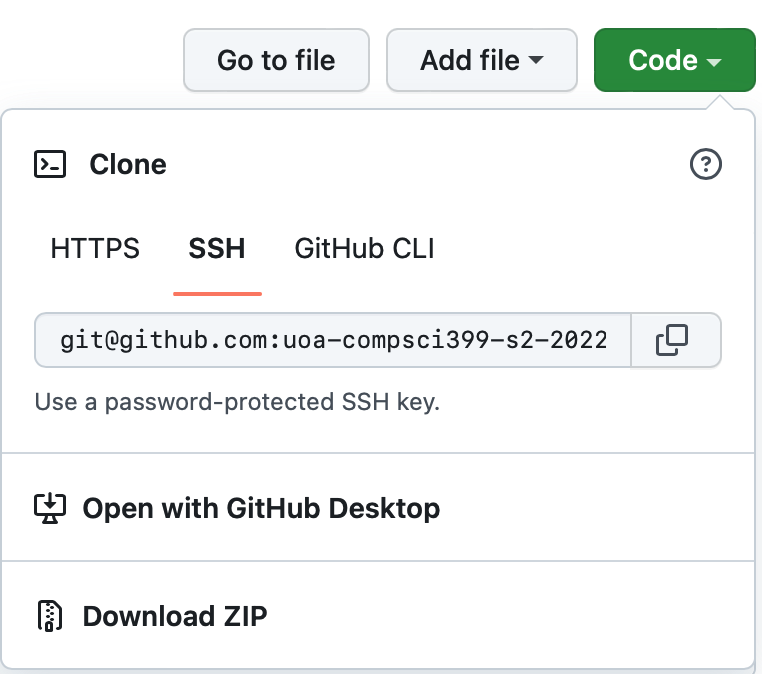 Go to file
Add file
Code
Clone
HTTPS
SSH
GitHub CLI
git@github.com:uoa-compsci399-s2-2022
Use a password-protected SSH key.
Open with GitHub Desktop
Download ZIP